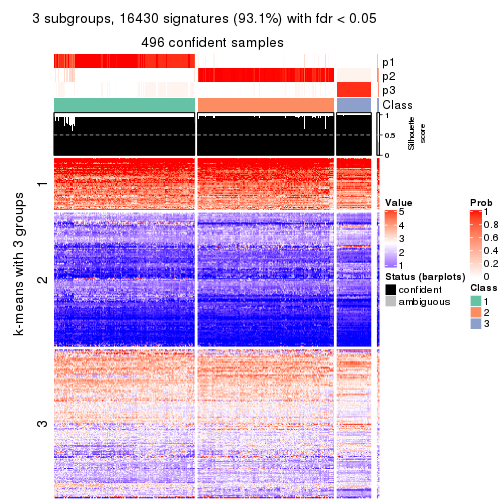 3 subgroups, 16430 signatures (93.1%) with fdr < 0.05
496 confident samples
p1
p2
p3
Class
1
0.5
0
Silhouette
score
k-means with 3 groups
1
2
3
Value
5
4
3
2
1
Status (barplots)
confident
ambiguous
Prob
1
0.8
0.6
0.4
0.2
0
Class
1
2
3